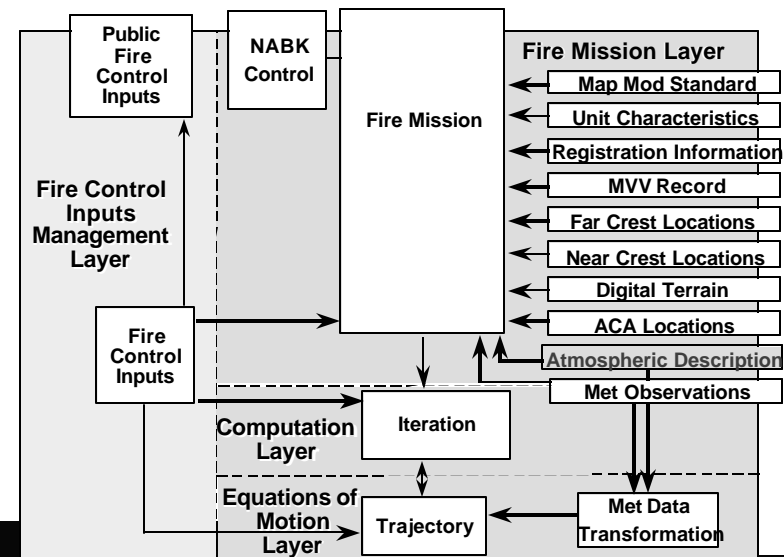 Public
Fire
Control
Inputs
NABK
Control
Fire Mission
Fire Mission Layer
Map Mod Standard
Unit Characteristics
Registration Information
MVV Record
Far Crest Locations
Near Crest Locations
Digital Terrain
ACA Locations
Atmospheric Description
Met Observations
Fire Control
Inputs
Management
Layer
Fire
Control
Inputs
Computation
Layer
Iteration
Equations of
Motion
Layer
Trajectory
Met Data
Transformation